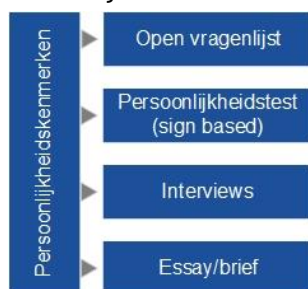 Persoonlijkheidskenmerken
Open vragenlijst
Persoonlijkheidstest
(sign based)
Interviews
Essay/brief